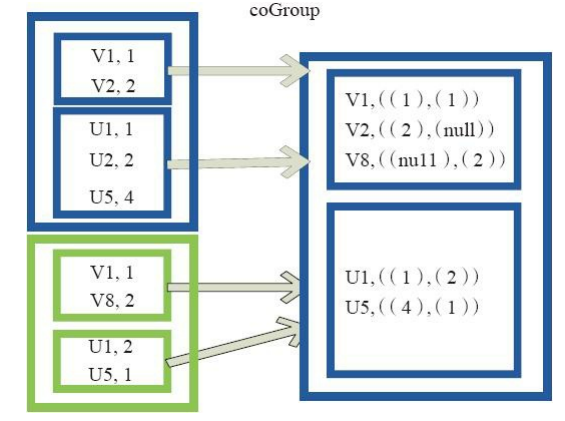 coGroup
V1, 1
V2, 2
U1, 1
U2, 2
U5, 4
V1, 1
V8, 2
U1, 2
U5, 1
V1,((1),(1))
V2,((2),(null))
V8,((nu11),(2))
U1,((1),(2))
U5,((4),(1))